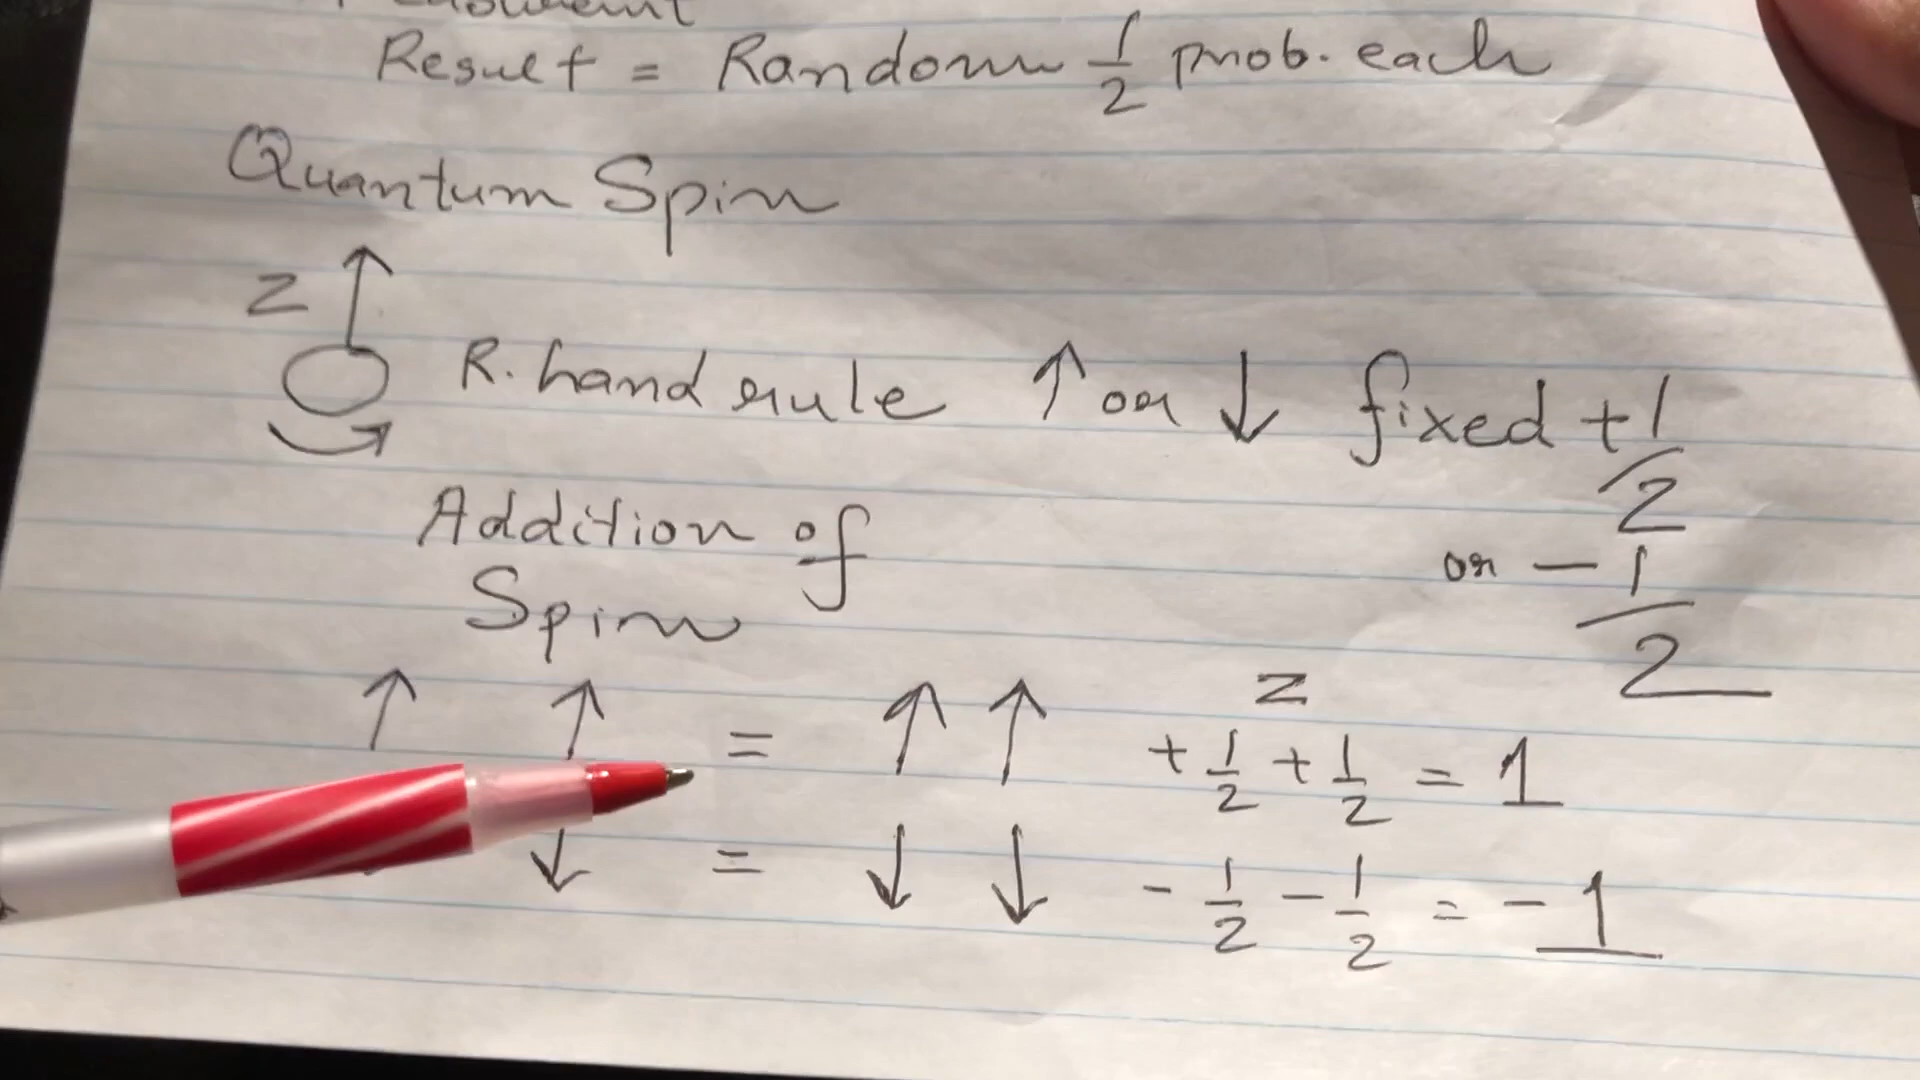 Result = Random 1/2 prob. each
Quantum Spin
Z
R. hand rule ↑ or ↓ fixed + 1/2
or - 1/2
Addition of
Spin
Z
↑ ↑ = ↑ ↑ + 1/2 + 1/2 = 1
↓ = ↓ ↓ - 1/2 - 1/2 = - 1